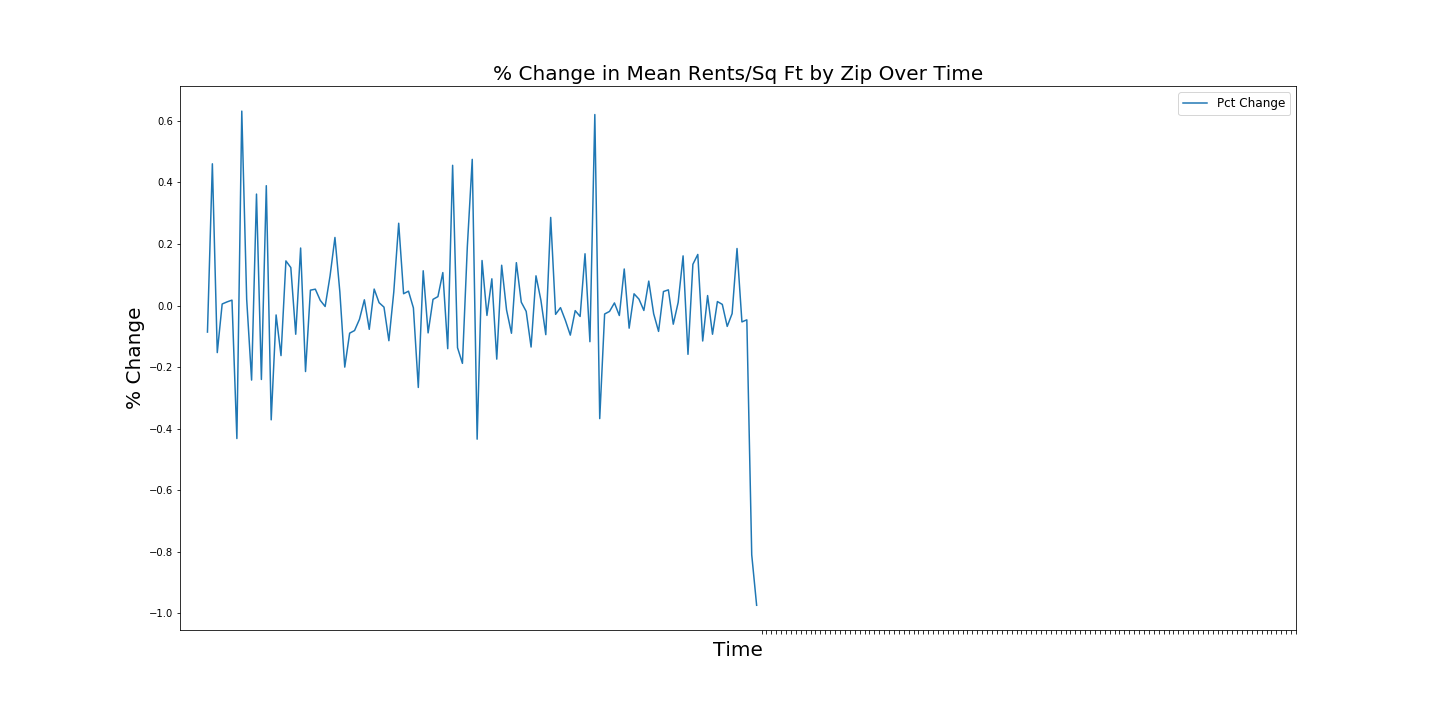 % Change in Mean Rents/Sq Ft by Zip Over Time
Pct Change
0.6
0.4
0.2
0.0
−0.2
−0.4
−0.6
−0.8
−1.0
% Change
Time